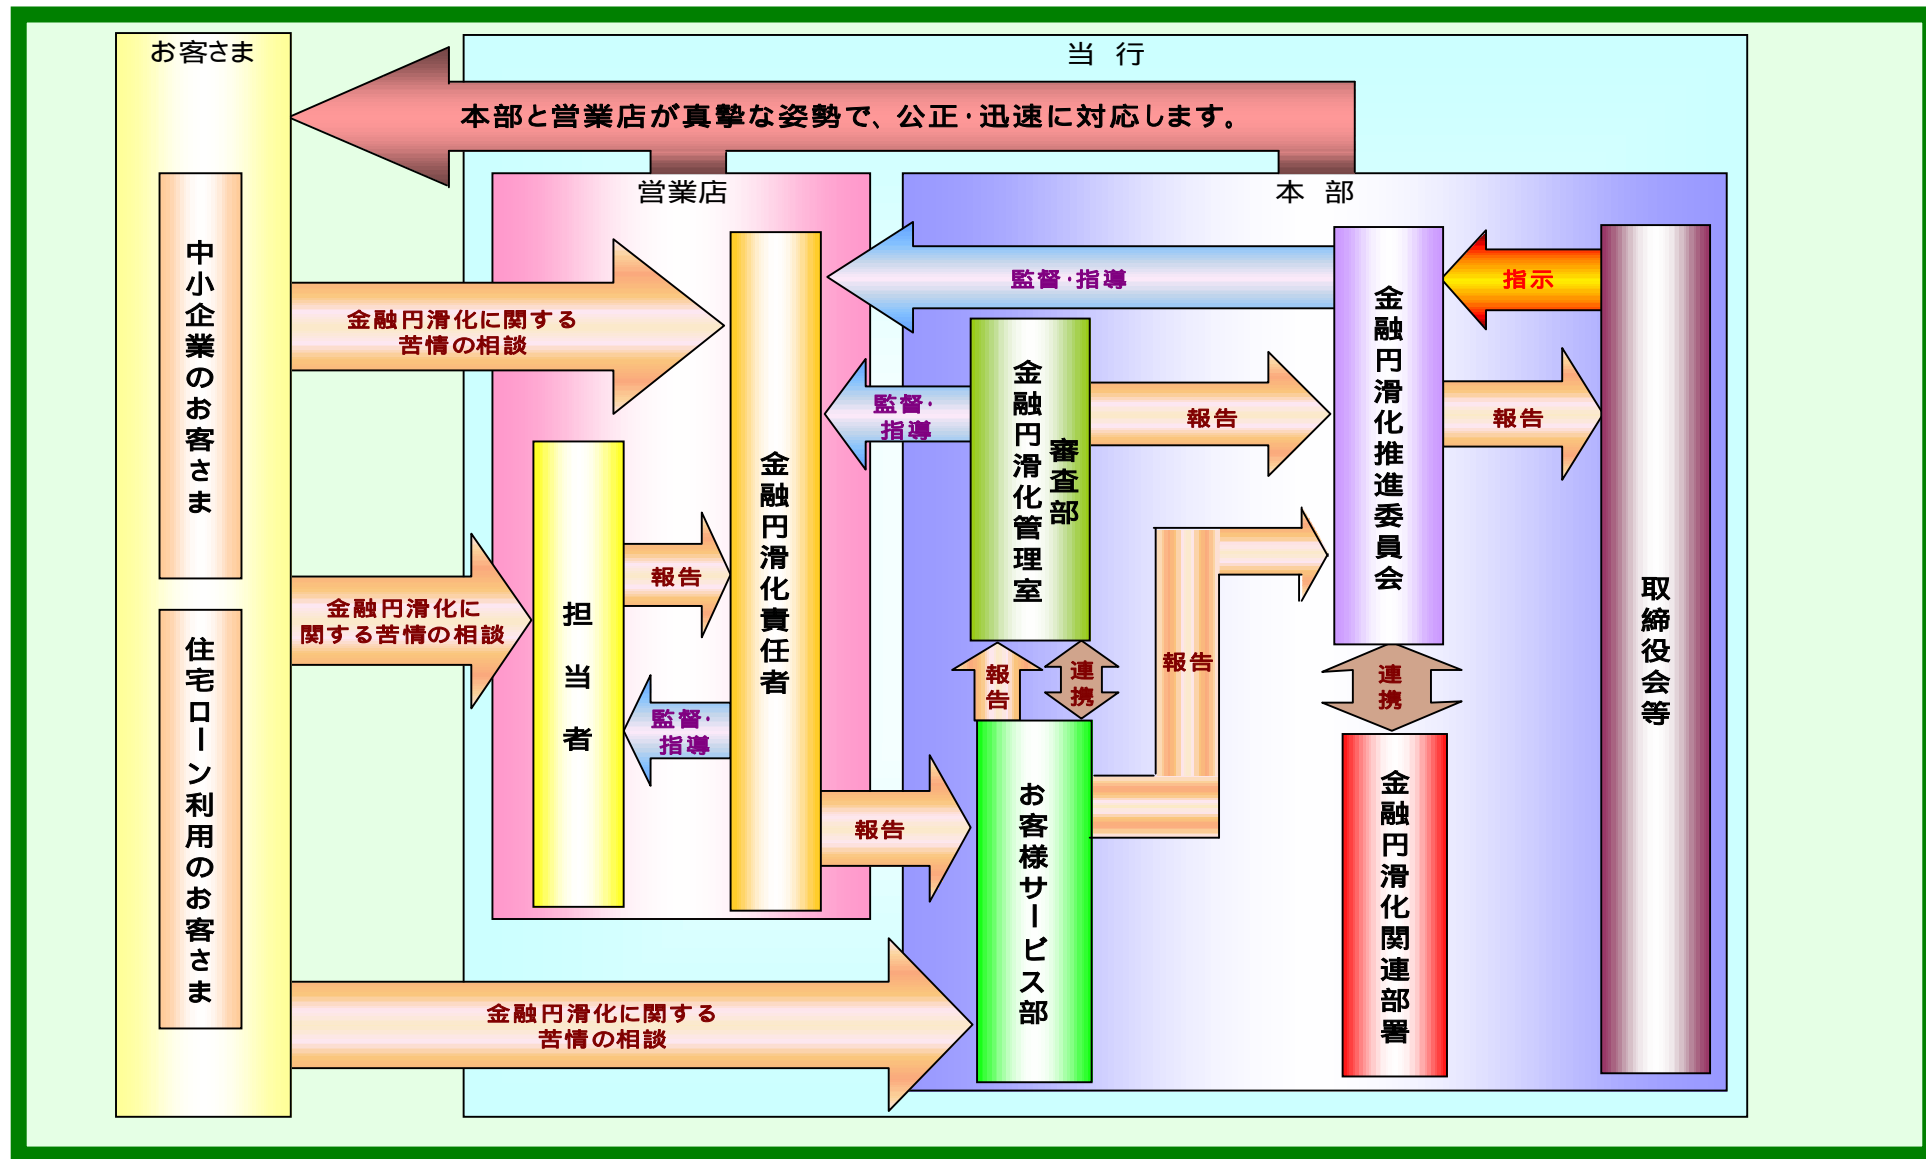 お客さま
当 行
本部と営業店が真摯な姿勢で、公正・迅速に対応します。
営業店
本 部
中小企業のお客さま
住宅ローン利用のお客さま
金融円滑化に関する
苦情の相談
金融円滑化に
関する苦情の相談
金融円滑化に関する
苦情の相談
担当者
報告
監督・
指導
金融円滑化責任者
報告
監督・指導
監督・
指導
審査部
金融円滑化管理室
報告
報告
連携
お客様サービス部
報告
金融円滑化推進委員会
連携
金融円滑化関連部署
指示
報告
取締役会等